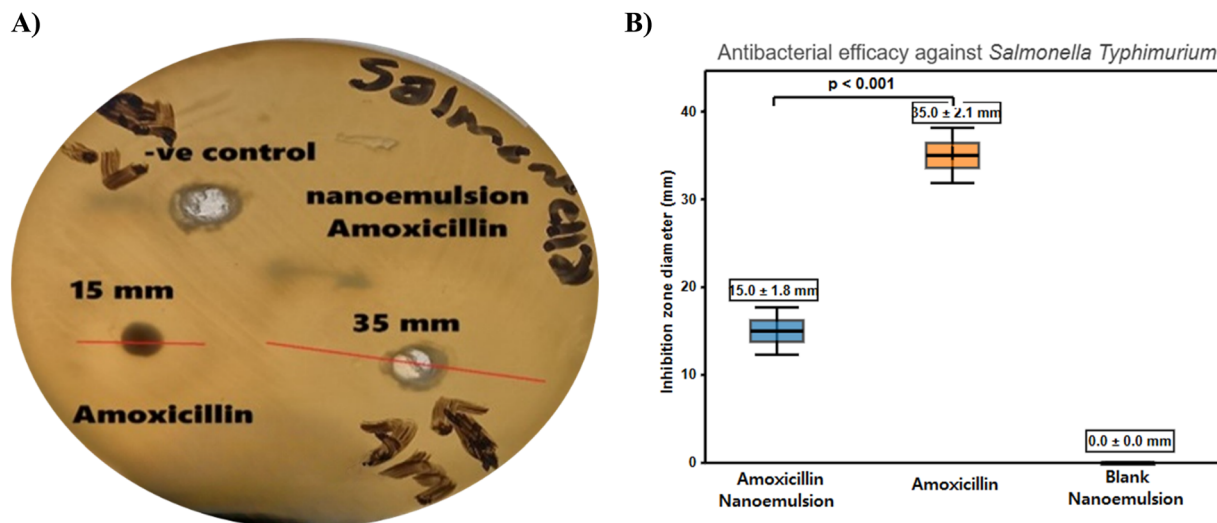 A)
Salmonella
-ve control
nanoemulsion
Amoxicillin
15 mm
35 mm
Amoxicillin
B)
Antibacterial efficacy against Salmonella Typhimurium
p < 0.001
35.0 ± 2.1 mm
15.0 ± 1.8 mm
0.0 ± 0.0 mm
Inhibition zone diameter (mm)
40
30
20
10
0
Amoxicillin
Nanoemulsion
Amoxicillin
Blank
Nanoemulsion